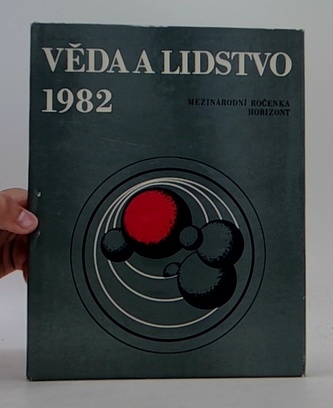 VĚDA A LIDSTVO
1982
MEZINÁRODNÍ ROČENKA
HORIZONT